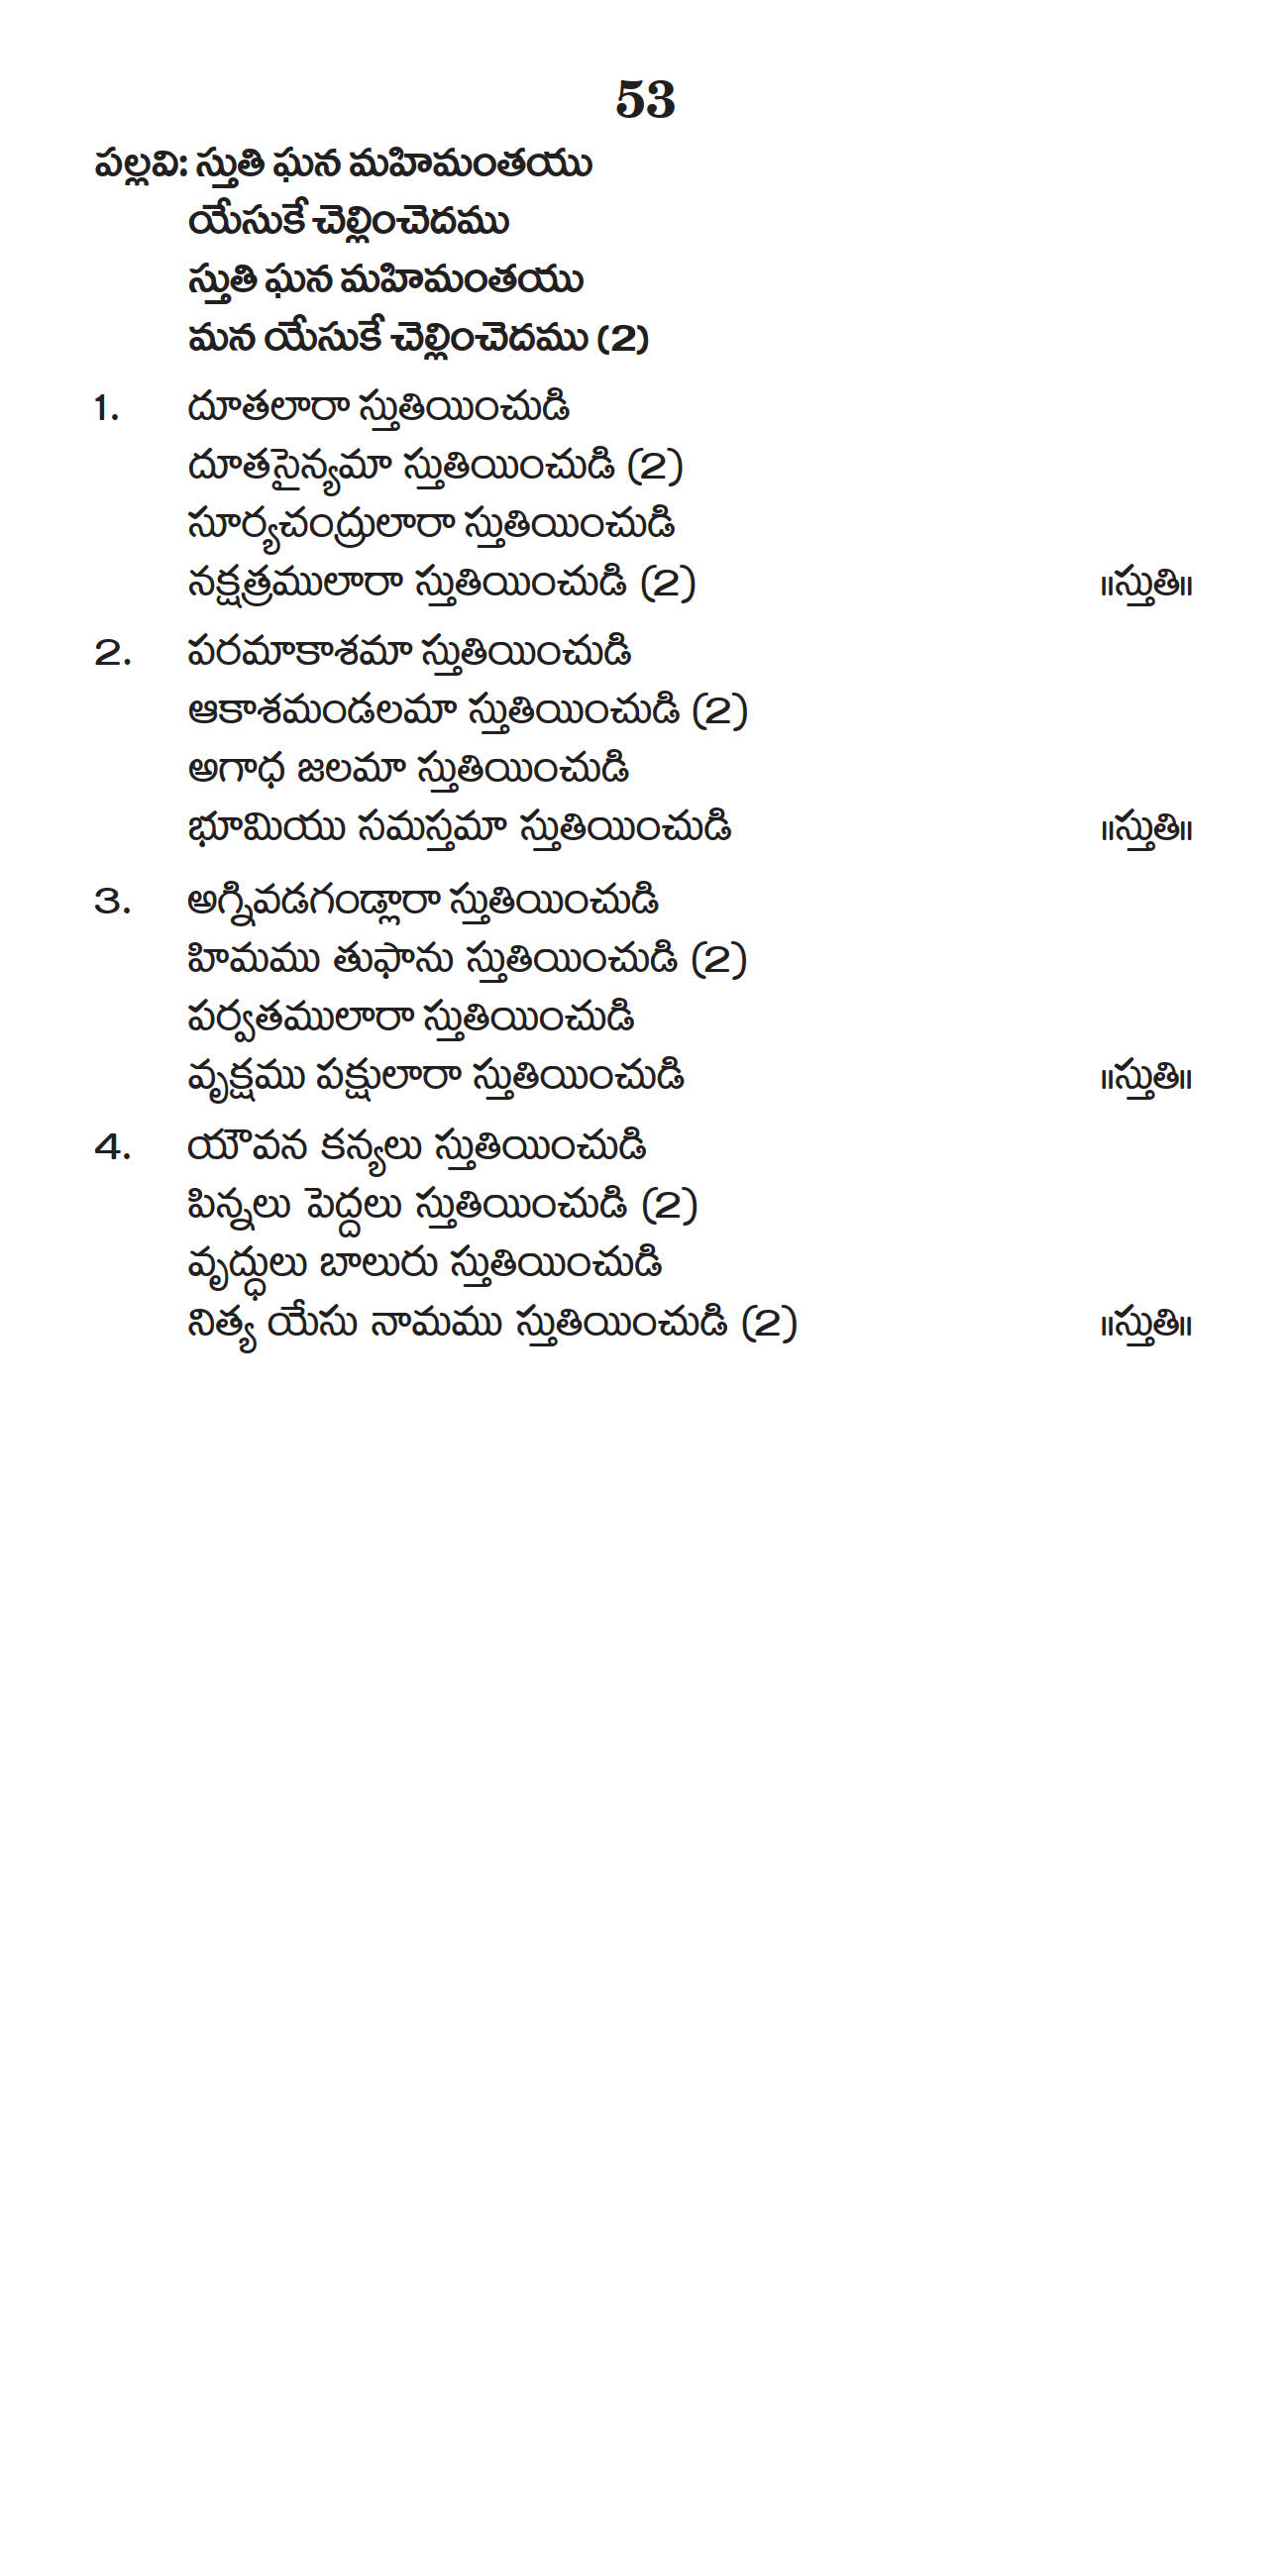 53
పల్లవి: స్తుతి ఘన మహిమంతయు
యేసుకే చెల్లించెదము
స్తుతి ఘన మహిమంతయు
మన యేసుకే చెల్లించెదము (2)
1. దూతలారా స్తుతియించుడి
దూతసైన్యమా స్తుతియించుడి (2)
సూర్యచంద్రులారా స్తుతియించుడి
నక్షత్రములారా స్తుతియించుడి (2) ॥స్తుతి॥
2. పరమాకాశమా స్తుతియించుడి
ఆకాశమండలమా స్తుతియించుడి (2)
అగాధ జలమా స్తుతియించుడి
భూమియు సమస్తమా స్తుతియించుడి ॥స్తుతి॥
3. అగ్నివడగండ్లారా స్తుతియించుడి
హిమము తుఫాను స్తుతియించుడి (2)
పర్వతములారా స్తుతియించుడి
వృక్షము పక్షులారా స్తుతియించుడి ॥స్తుతి॥
4. యౌవన కన్యలు స్తుతియించుడి
పిన్నలు పెద్దలు స్తుతియించుడి (2)
వృద్ధులు బాలురు స్తుతియించుడి
నిత్య యేసు నామము స్తుతియించుడి (2) ॥స్తుతి॥